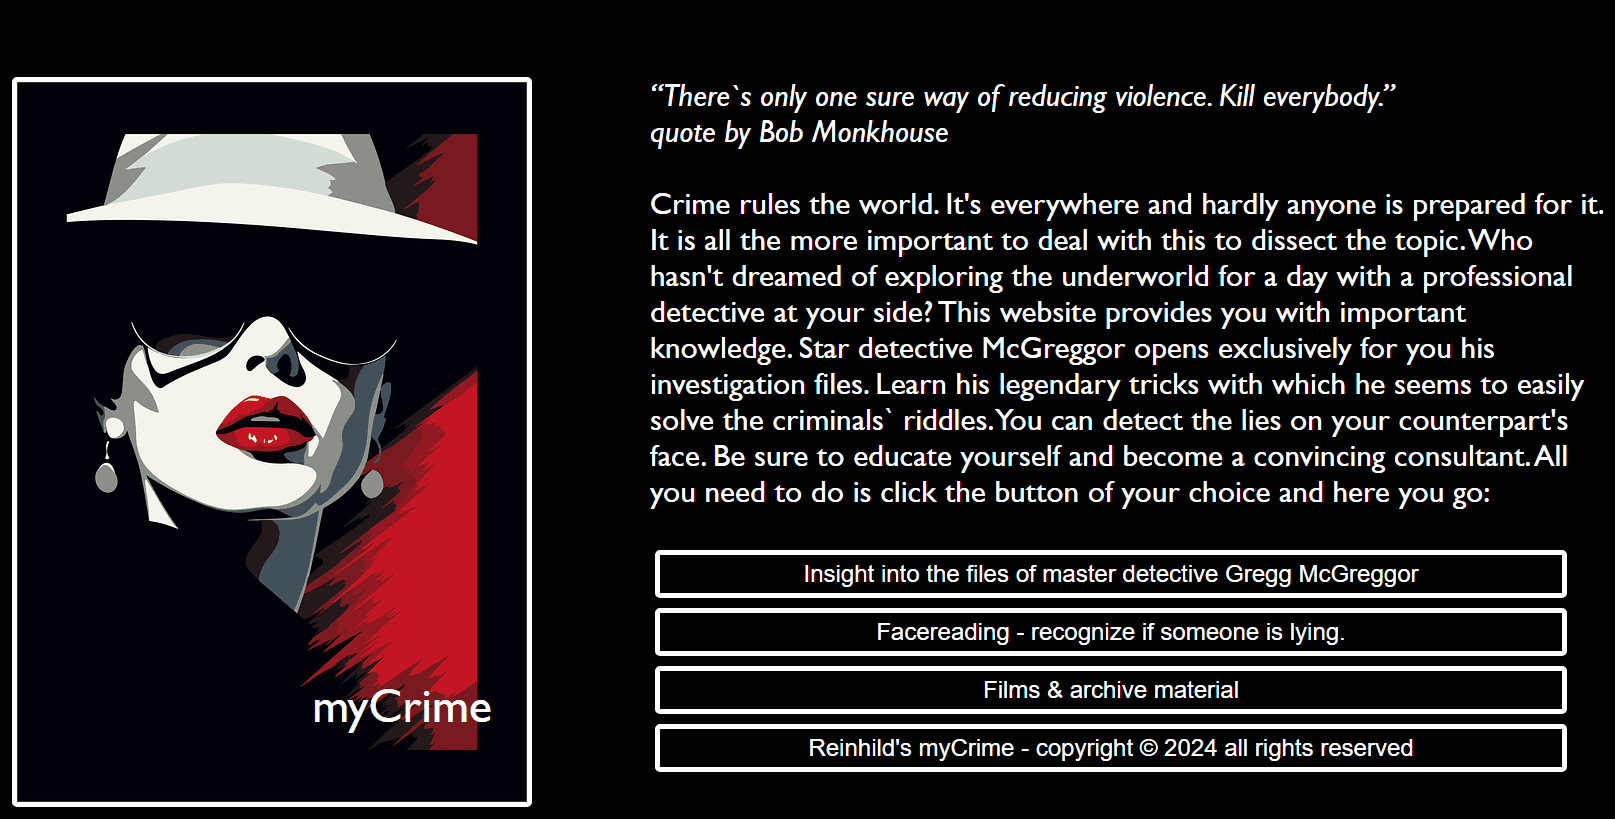 “There`s only one sure way of reducing violence. Kill everybody.”
quote by Bob Monkhouse
Crime rules the world. It's everywhere and hardly anyone is prepared for it.
It is all the more important to deal with this to dissect the topic. Who
hasn't dreamed of exploring the underworld for a day with a professional
detective at your side? This website provides you with important
knowledge. Star detective McGreggor opens exclusively for you his
investigation files. Learn his legendary tricks with which he seems to easily
solve the criminals` riddles. You can detect the lies on your counterpart's
face. Be sure to educate yourself and become a convincing consultant. All
you need to do is click the button of your choice and here you go:
Insight into the files of master detective Gregg McGreggor
Facereading - recognize if someone is lying.
Films & archive material
Reinhild's myCrime - copyright © 2024 all rights reserved
myCrime